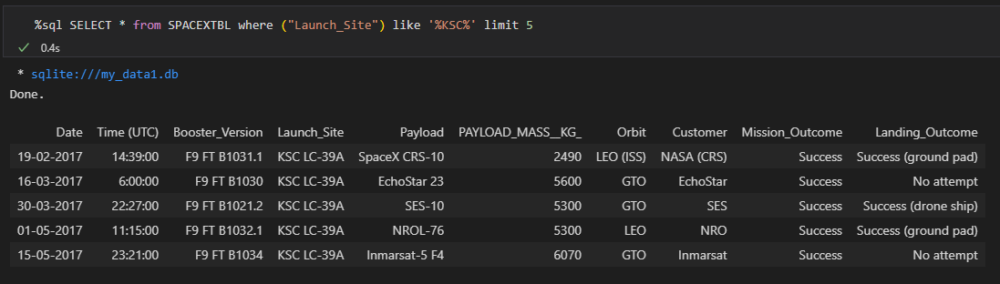 %sql SELECT * from SPACEXTBL where ("Launch_Site") like '%KSC%' limit 5
0.4s
* sqlite:///my_data1.db
Done.
Date Time (UTC) Booster_Version Launch_Site Payload PAYLOAD_MASS__KG_ Orbit Customer Mission_Outcome Landing_Outcome
19-02-2017 14:39:00 F9 FT B1031.1 KSC LC-39A SpaceX CRS-10 2490 LEO (ISS) NASA (CRS) Success Success (ground pad)
16-03-2017 6:00:00 F9 FT B1030 KSC LC-39A EchoStar 23 5600 GTO EchoStar Success No attempt
30-03-2017 22:27:00 F9 FT B1021.2 KSC LC-39A SES-10 5300 GTO SES Success Success (drone ship)
01-05-2017 11:15:00 F9 FT B1032.1 KSC LC-39A NROL-76 5300 LEO NRO Success Success (ground pad)
15-05-2017 23:21:00 F9 FT B1034 KSC LC-39A Inmarsat-5 F4 6070 GTO Inmarsat Success No attempt